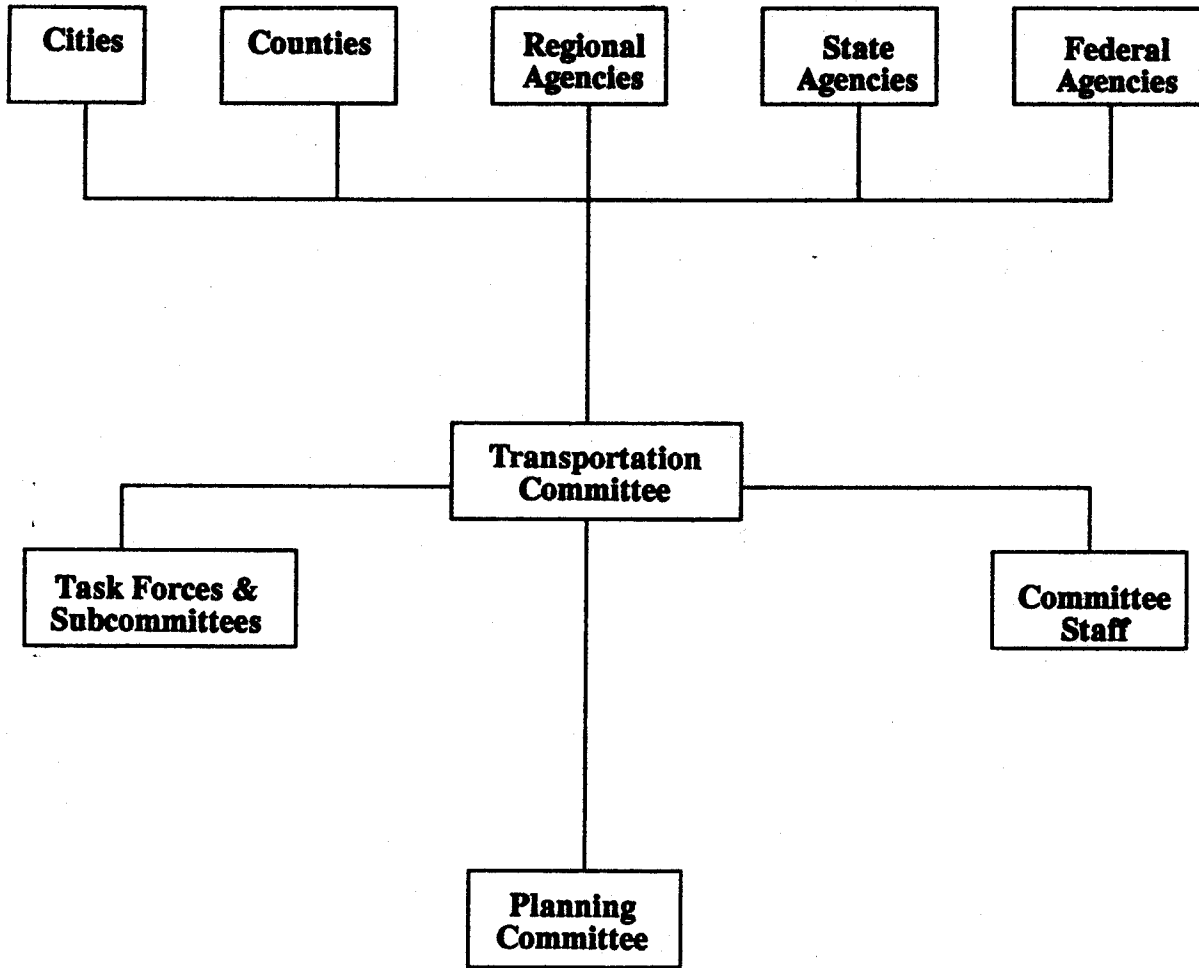 Cities
Counties
Regional
Agencies
State
Agencies
Federal
Agencies
Transportation
Committee
Task Forces &
Subcommittees
Committee
Staff
Planning
Committee